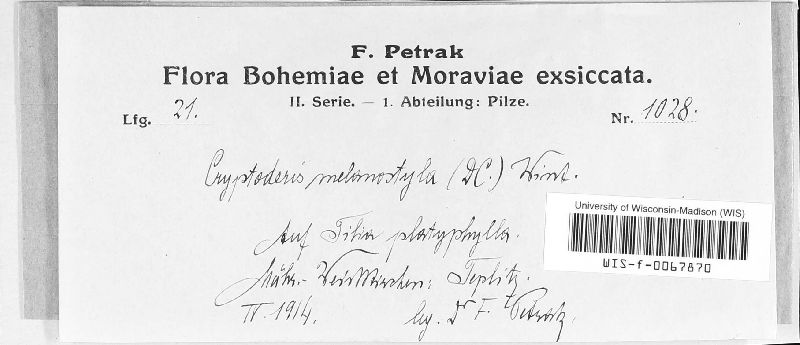 F. Petrak
Flora Bohemiae et Moraviae exsiccata.
II. Serie. — 1. Abteilung: Pilze.
Lfg. 21.
Nr. 1028.
Cryptoderis melanostyla (DC.) Wint.
Auf Tilia platyphylla.
Mähr.-Weisskirchen: Teplitz.
IV. 1914. leg. Dr F. Petrak.
University of Wisconsin-Madison (WIS)
WIS-f-0067870